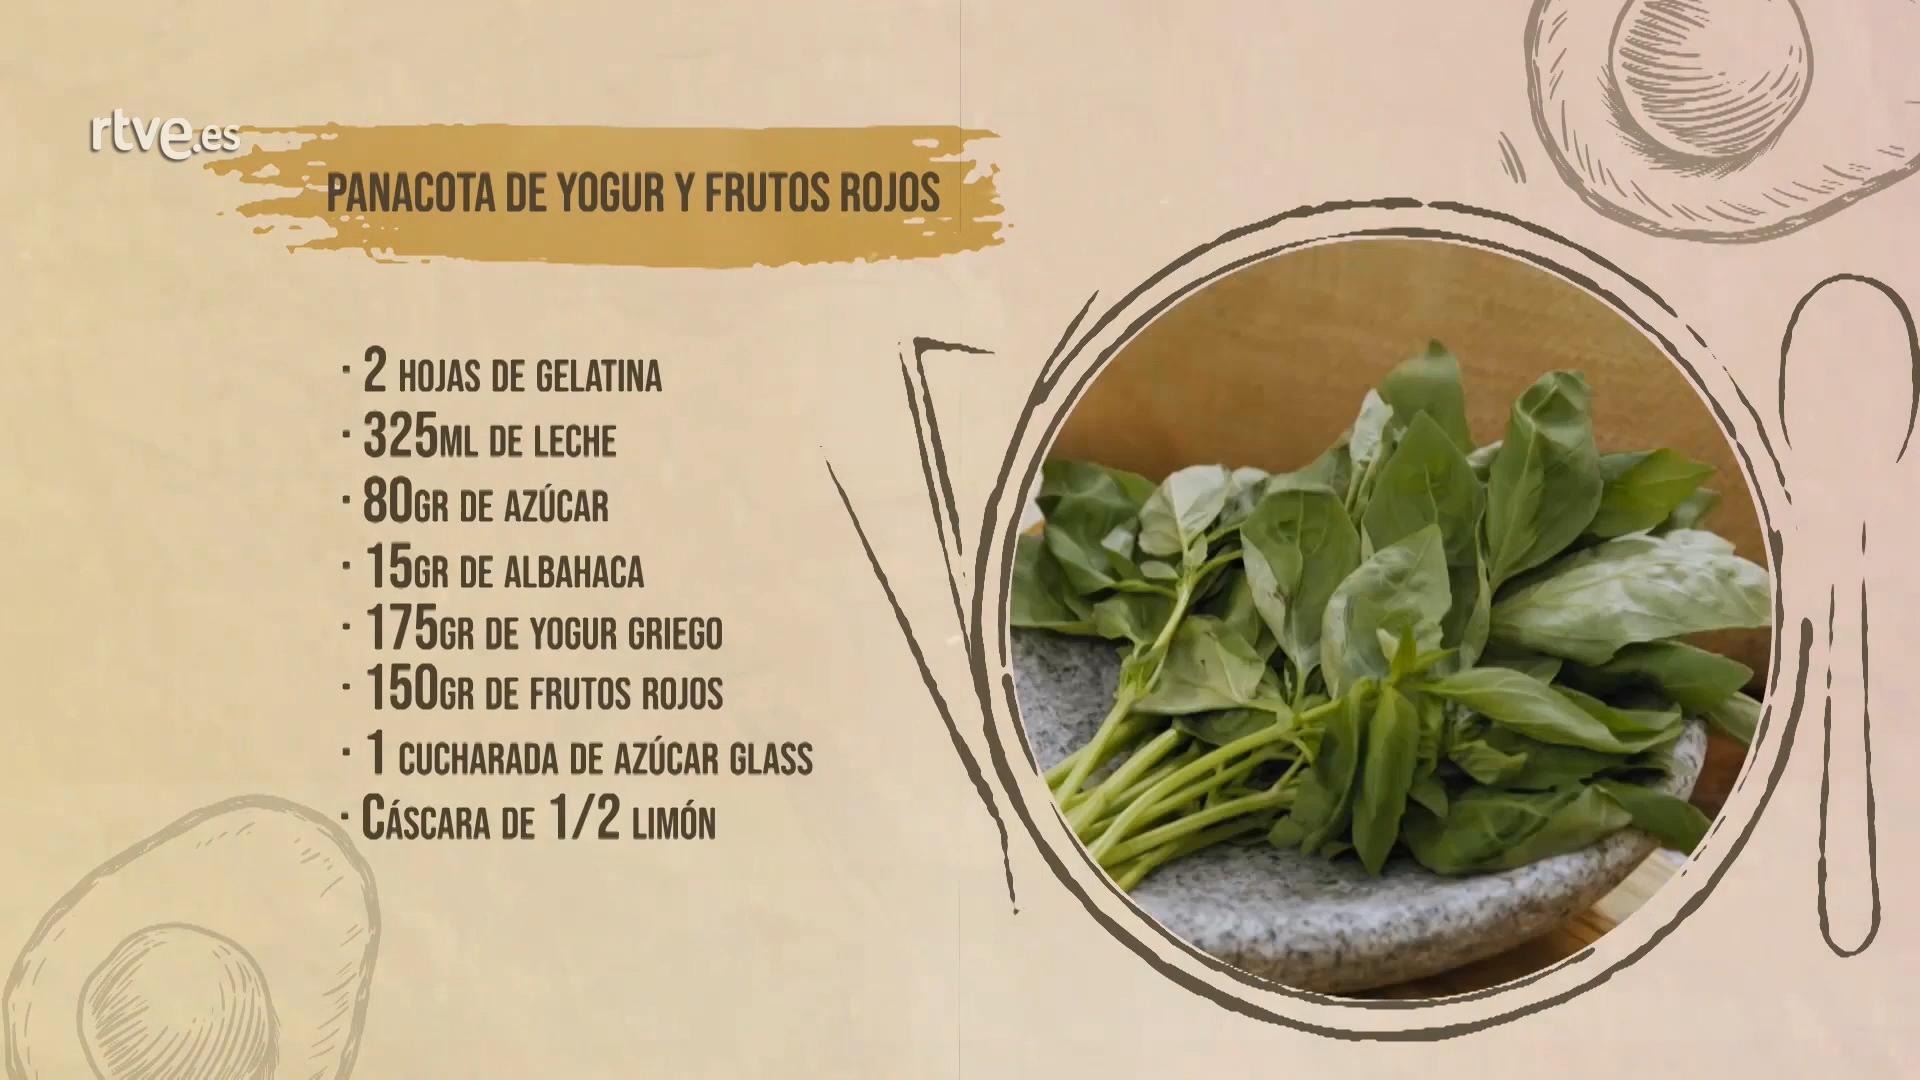 rtve.es
PANACOTA DE YOGUR Y FRUTOS ROJOS
· 2 HOJAS DE GELATINA
· 325ML DE LECHE
· 80GR DE AZÚCAR
· 15GR DE ALBAHACA
· 175GR DE YOGUR GRIEGO
· 150GR DE FRUTOS ROJOS
· 1 CUCHARADA DE AZÚCAR GLASS
· CÁSCARA DE 1/2 LIMÓN